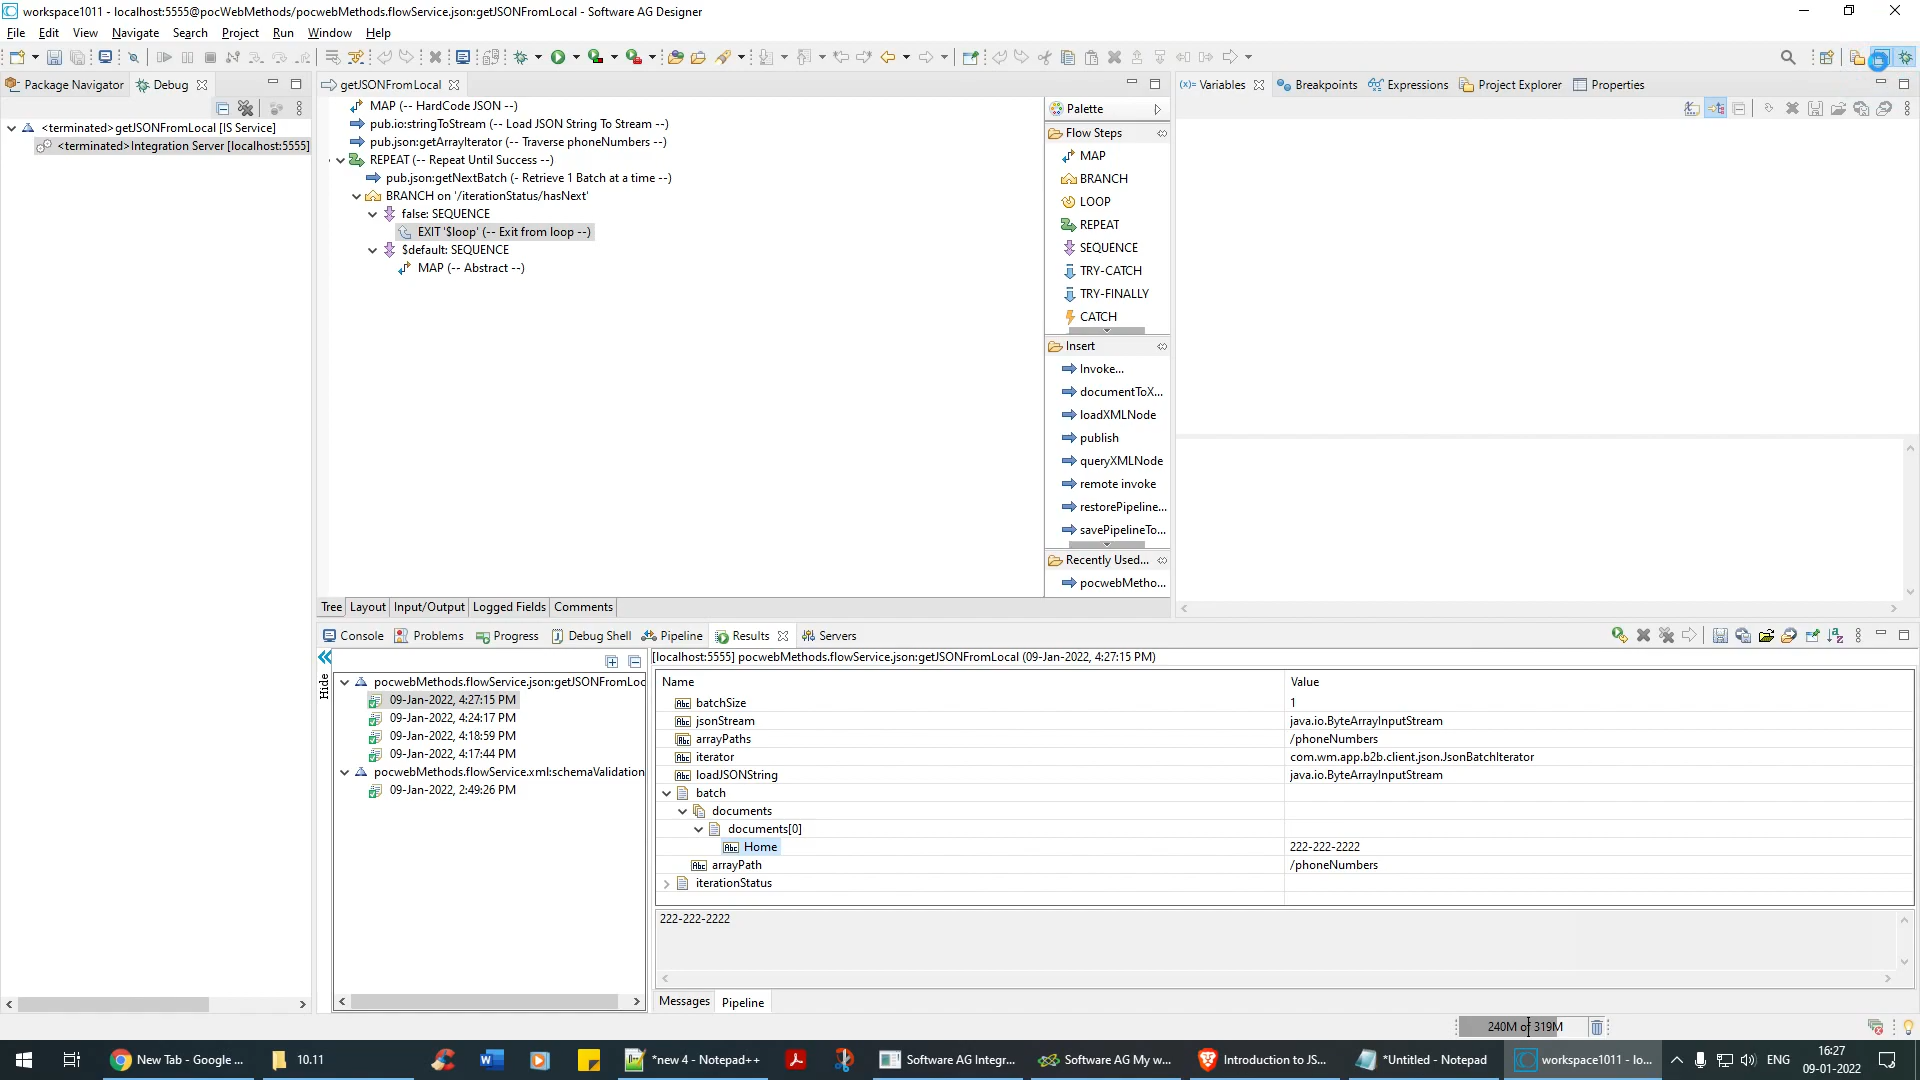 workspace1011 - localhost:5555@pocWebMethods/pocwebMethods.flowService.json:getJSONFromLocal - Software AG Designer
File Edit View Navigate Search Project Run Window Help
Package Navigator Debug
<terminated>getJSONFromLocal [IS Service]
<terminated>Integration Server [localhost:5555]
getJSONFromLocal
MAP (-- HardCode JSON --)
pub.io:stringToStream (-- Load JSON String To Stream --)
pub.json:getArrayIterator (-- Traverse phoneNumbers --)
REPEAT (-- Repeat Until Success --)
pub.json:getNextBatch (- Retrieve 1 Batch at a time --)
BRANCH on '/iterationStatus/hasNext'
false: SEQUENCE
EXIT '$loop' (-- Exit from loop --)
$default: SEQUENCE
MAP (-- Abstract --)
Tree Layout Input/Output Logged Fields Comments
Palette
Flow Steps
MAP
BRANCH
LOOP
REPEAT
SEQUENCE
TRY-CATCH
TRY-FINALLY
CATCH
Insert
Invoke...
documentToX...
loadXMLNode
publish
queryXMLNode
remote invoke
restorePipeline...
savePipelineTo...
Recently Used...
pocwebMetho...
(x)= Variables Breakpoints Expressions Project Explorer Properties
Console Problems Progress Debug Shell Pipeline Results Servers
Hide
pocwebMethods.flowService.json:getJSONFromLoc
09-Jan-2022, 4:27:15 PM
09-Jan-2022, 4:24:17 PM
09-Jan-2022, 4:18:59 PM
09-Jan-2022, 4:17:44 PM
pocwebMethods.flowService.xml:schemaValidation
09-Jan-2022, 2:49:26 PM
[localhost:5555] pocwebMethods.flowService.json:getJSONFromLocal (09-Jan-2022, 4:27:15 PM)
Name Value
Abc batchSize 1
Abc jsonStream java.io.ByteArrayInputStream
Abc arrayPaths /phoneNumbers
Abc iterator com.wm.app.b2b.client.json.JsonBatchIterator
Abc loadJSONString java.io.ByteArrayInputStream
batch
documents
documents[0]
Abc Home 222-222-2222
Abc arrayPath /phoneNumbers
iterationStatus
222-222-2222
Messages Pipeline
240M of 319M
New Tab - Google ... 10.11 *new 4 - Notepad++ Software AG Integr... Software AG My w... Introduction to JS... *Untitled - Notepad workspace1011 - lo... ENG 16:27
09-01-2022